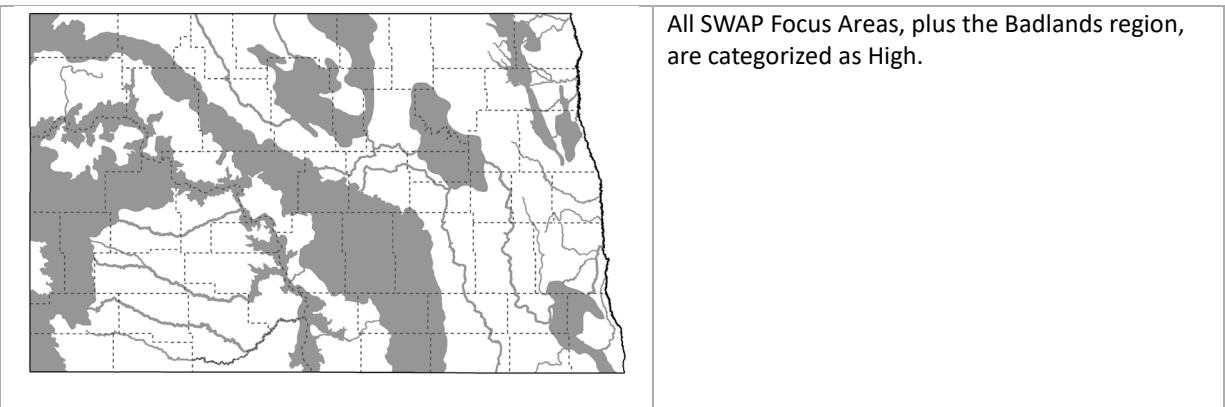 All SWAP Focus Areas, plus the Badlands region,
are categorized as High.